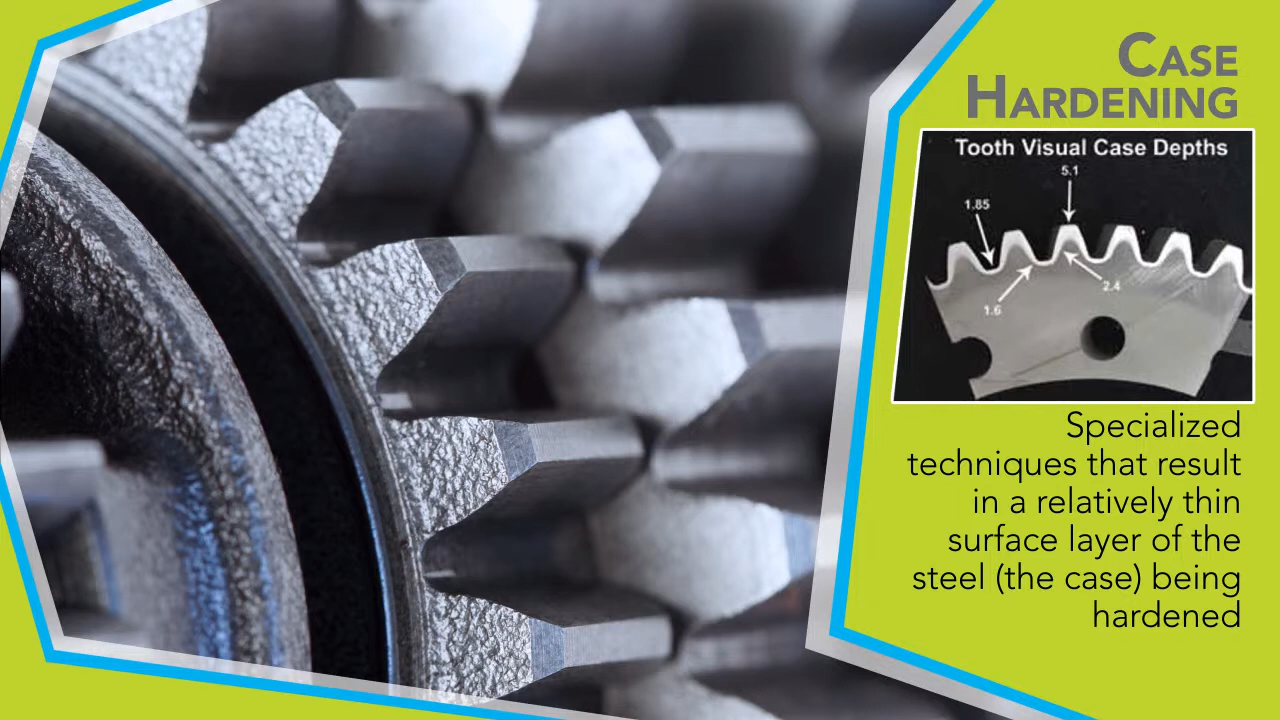 CASE
HARDENING
Tooth Visual Case Depths
5.1
1.85
2.4
1.6
Specialized
techniques that result
in a relatively thin
surface layer of the
steel (the case) being
hardened